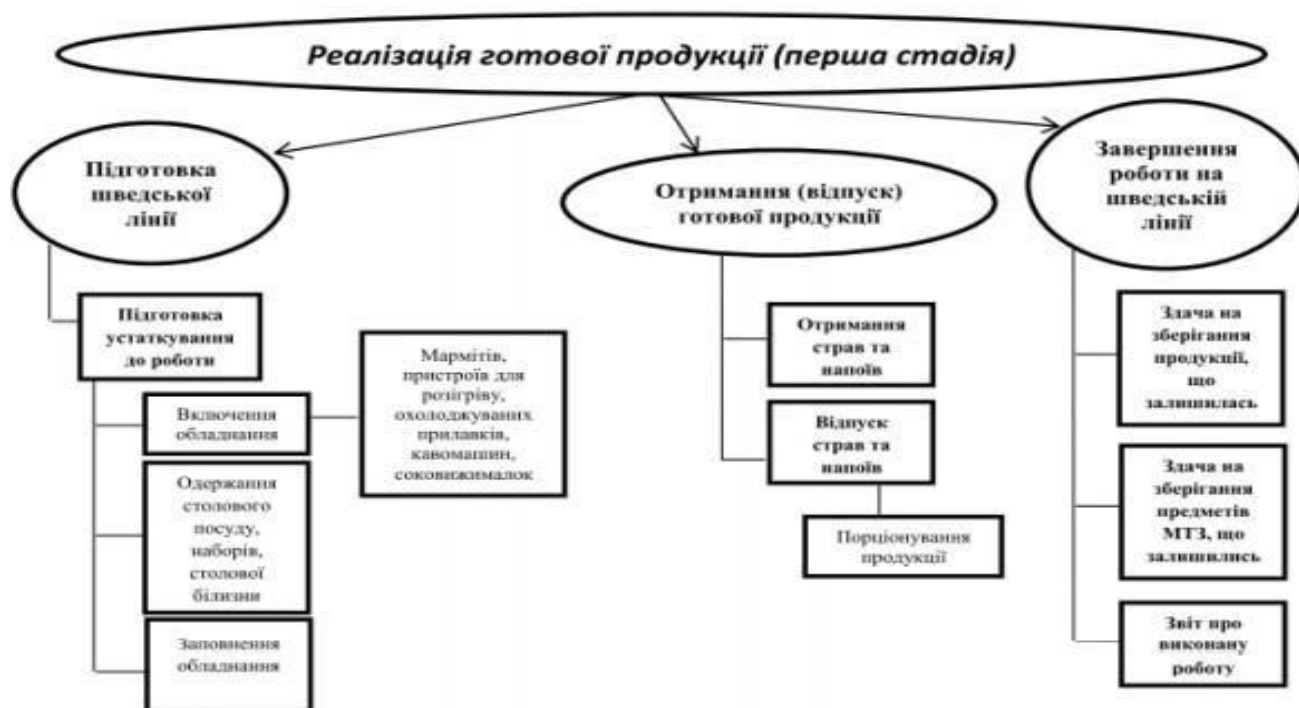 Реалізація готової продукції (перша стадія)
Підготовка
шведської
лінії
Отримання (відпуск)
готової продукції
Завершення
роботи на
шведській
лінії
Підготовка
устаткування
до роботи
Включення
обладнання
Мармітів,
пристроїв для
розігріву,
охолоджуваних
прилавків,
кавомашин,
соковижималок
Одержання
столового
посуду,
наборів,
столової
білизни
Заповнення
обладнання
Отримання
страв та
напоїв
Відпуск
страв та
напоїв
Порціонування
продукції
Здача на
зберігання
продукції,
що
залишилась
Здача на
зберігання
предметів
МТЗ, що
залишились
Звіт про
виконану
роботу